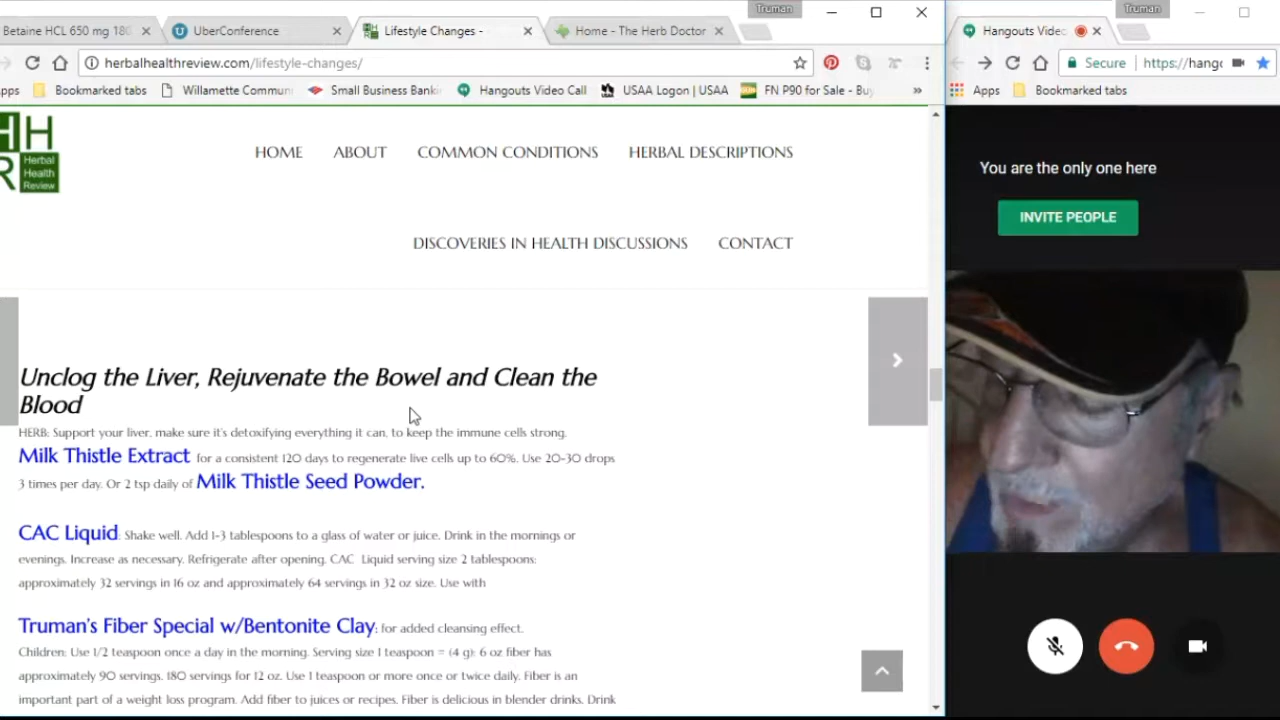 Truman
Truman
Betaine HCL 650 mg 180
UberConference
Lifestyle Changes -
Home - The Herb Doctor
Hangouts Video
herbalhealthreview.com/lifestyle-changes/
Secure
https://hang
Bookmarked tabs
Willamette Commun
Small Business Banki
Hangouts Video Call
USAA Logon | USAA
FN P90 for Sale - Buy
»
Apps
Bookmarked tabs
H H
R
Herbal
Health
Review
HOME
ABOUT
COMMON CONDITIONS
HERBAL DESCRIPTIONS
DISCOVERIES IN HEALTH DISCUSSIONS
CONTACT
You are the only one here
INVITE PEOPLE
Unclog the Liver, Rejuvenate the Bowel and Clean the
Blood
HERB: Support your liver, make sure it's detoxifying everything it can, to keep the immune cells strong.
Milk Thistle Extract for a consistent 120 days to regenerate live cells up to 60%. Use 20-30 drops
3 times per day. Or 2 tsp daily of Milk Thistle Seed Powder.
CAC Liquid: Shake well. Add 1-3 tablespoons to a glass of water or juice. Drink in the mornings or
evenings. Increase as necessary. Refrigerate after opening. CAC Liquid serving size 2 tablespoons:
approximately 32 servings in 16 oz and approximately 64 servings in 32 oz size. Use with
Truman's Fiber Special w/Bentonite Clay: for added cleansing effect.
Children: Use 1/2 teaspoon once a day in the morning. Serving size 1 teaspoon = (4 g): 6 oz fiber has
approximately 90 servings. 180 servings for 12 oz. Use 1 teaspoon or more once or twice daily. Fiber is an
important part of a weight loss program. Add fiber to juices or recipes. Fiber is delicious in blender drinks. Drink